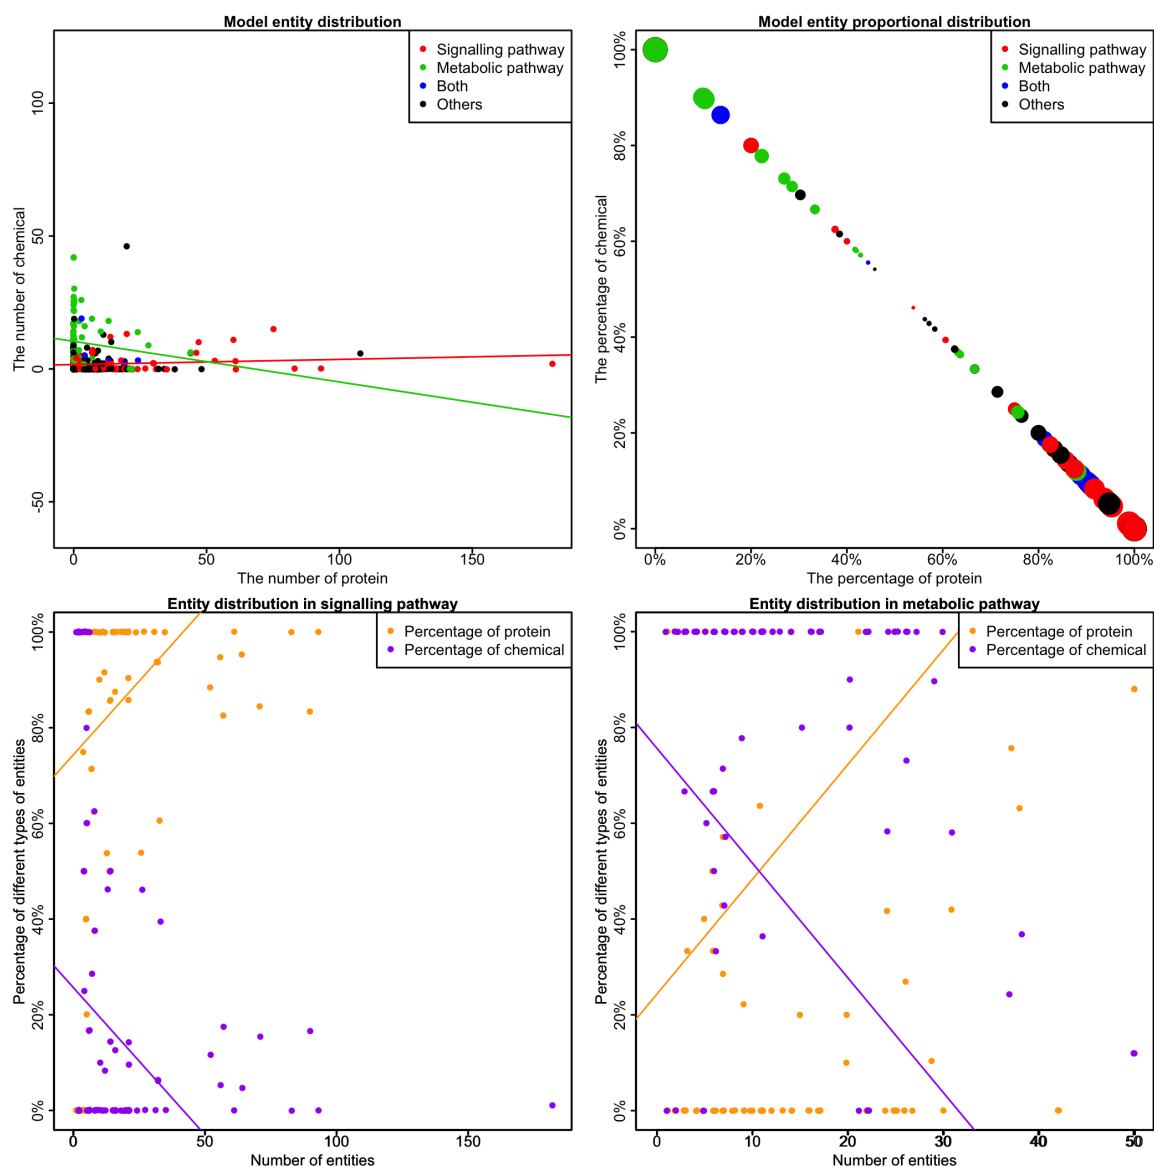 Model entity distribution
Signalling pathway
Metabolic pathway
Both
Others
The number of chemical
100
50
0
-50
0 50 100 150
The number of protein
Model entity proportional distribution
Signalling pathway
Metabolic pathway
Both
Others
The percentage of chemical
100%
80%
60%
40%
20%
0%
0% 20% 40% 60% 80% 100%
The percentage of protein
Entity distribution in signalling pathway
Percentage of protein
Percentage of chemical
Percentage of different types of entities
100%
80%
60%
40%
20%
0%
0 50 100 150
Number of entities
Entity distribution in metabolic pathway
Percentage of protein
Percentage of chemical
Percentage of different types of entities
100%
80%
60%
40%
20%
0%
0 10 20 30 40 50
Number of entities